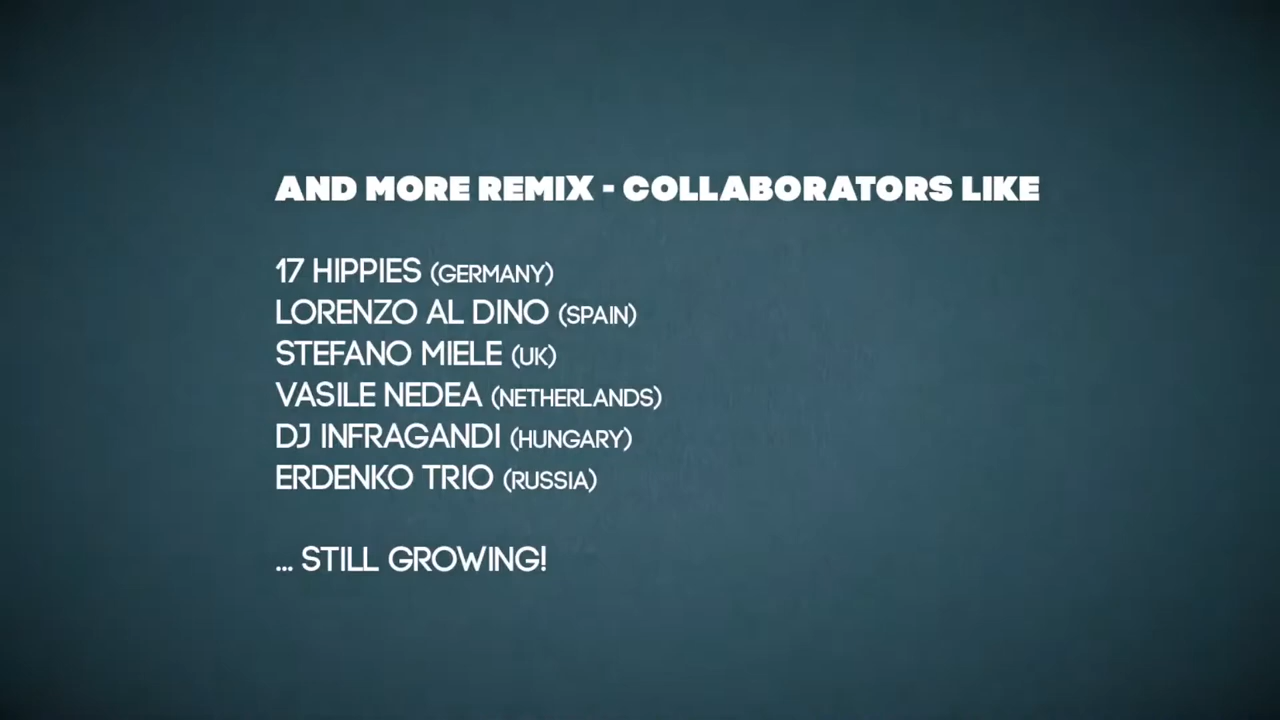 AND MORE REMIX - COLLABORATORS LIKE
17 HIPPIES (GERMANY)
LORENZO AL DINO (SPAIN)
STEFANO MIELE (UK)
VASILE NEDEA (NETHERLANDS)
DJ INFRAGANDI (HUNGARY)
ERDENKO TRIO (RUSSIA)
... STILL GROWING!